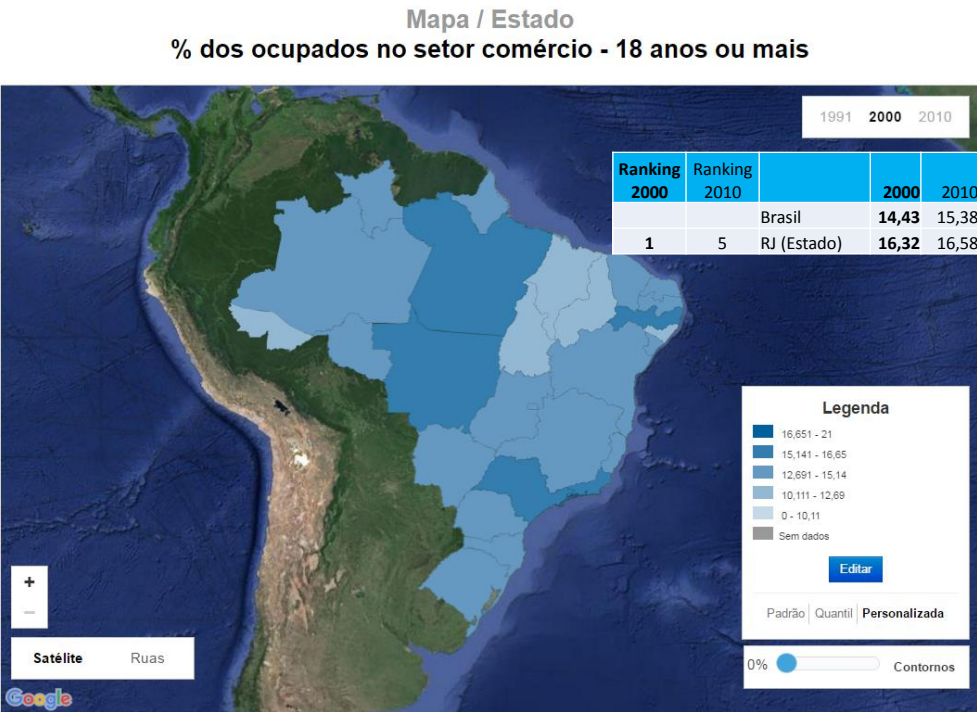 Mapa / Estado
% dos ocupados no setor comércio - 18 anos ou mais
1991 2000 2010
Ranking 2000 Ranking 2010 2000 2010
Brasil 14,43 15,38
1 5 RJ (Estado) 16,32 16,58
Legenda
16,651 - 21
15,141 - 16,65
12,691 - 15,14
10,111 - 12,69
0 - 10,11
Sem dados
Editar
Padrão Quantil Personalizada
+
−
Satélite Ruas
0% Contornos
Google